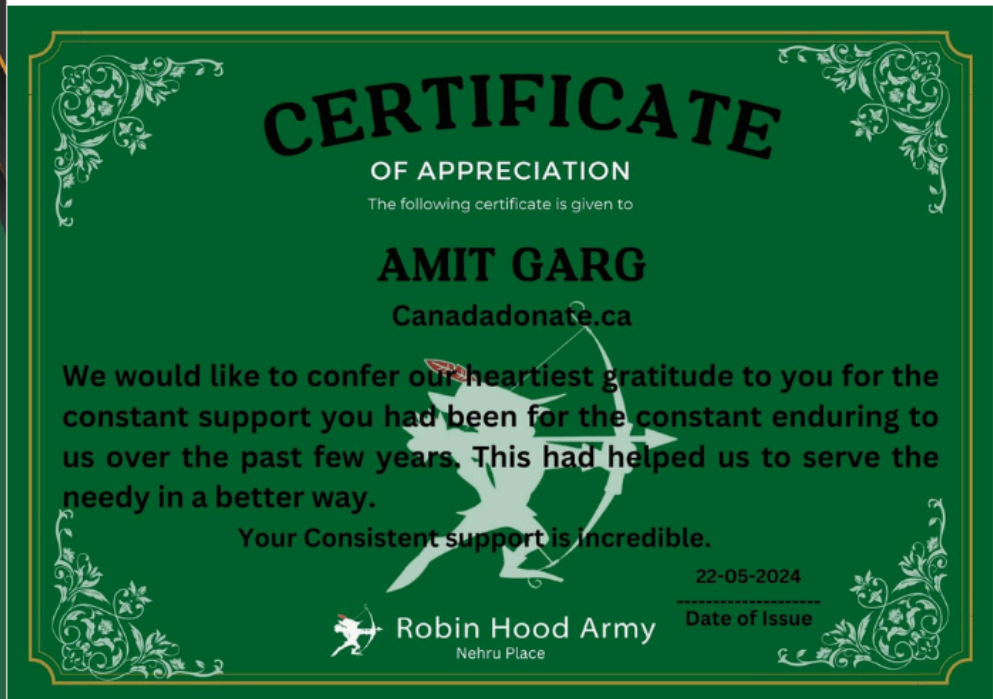 CERTIFICATE
OF APPRECIATION
The following certificate is given to
AMIT GARG
Canadadonate.ca
We would like to confer our heartiest gratitude to you for the
constant support you had been for the constant enduring to
us over the past few years. This had helped us to serve the
needy in a better way.
Your Consistent support is incredible.
22-05-2024
--------------------
Date of Issue
Robin Hood Army
Nehru Place